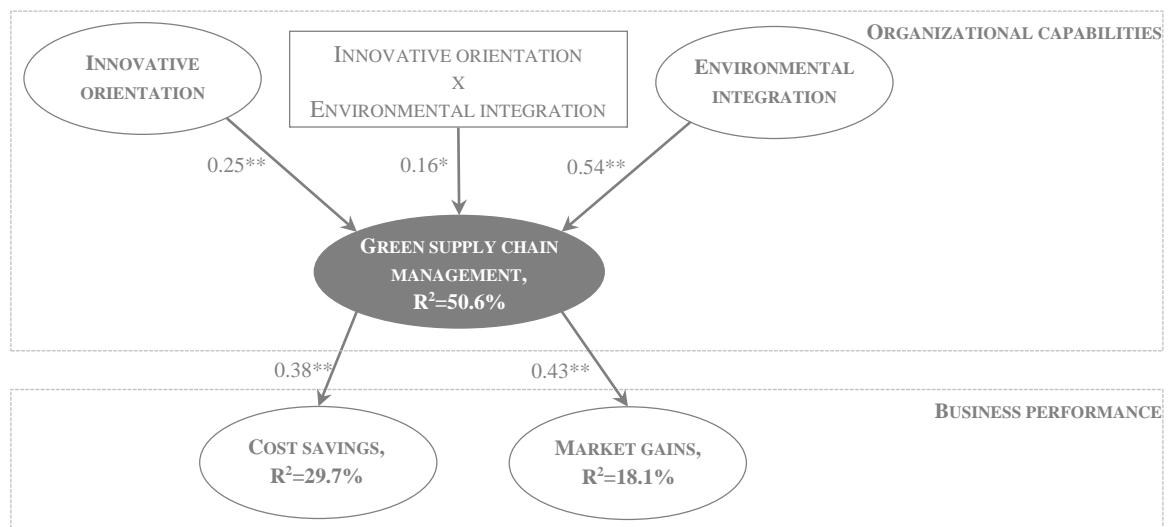 ORGANIZATIONAL CAPABILITIES
INNOVATIVE
ORIENTATION
INNOVATIVE ORIENTATION
X
ENVIRONMENTAL INTEGRATION
ENVIRONMENTAL
INTEGRATION
0.25**
0.16*
0.54**
GREEN SUPPLY CHAIN
MANAGEMENT,
R²=50.6%
0.38**
0.43**
BUSINESS PERFORMANCE
COST SAVINGS,
R²=29.7%
MARKET GAINS,
R²=18.1%